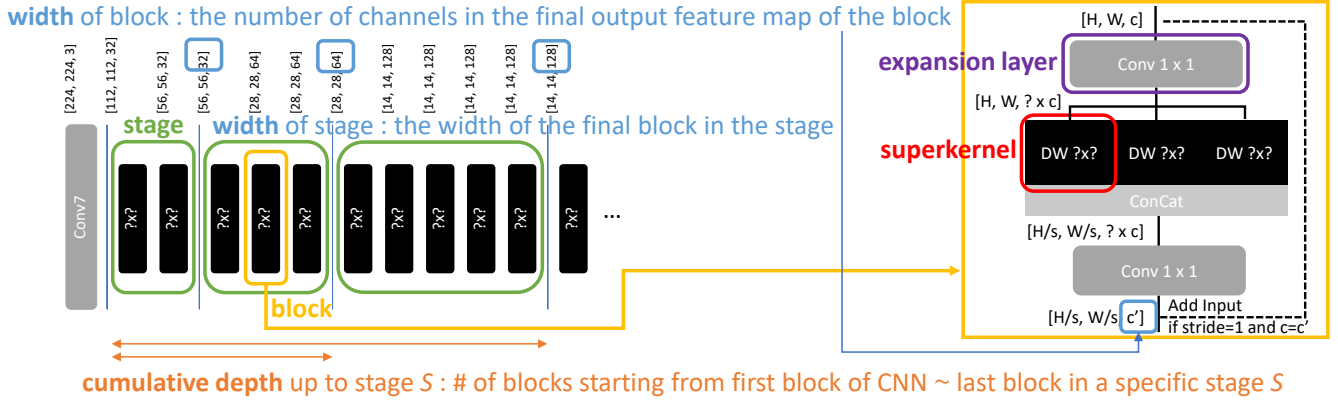 width of block : the number of channels in the final output feature map of the block
[224, 224, 3]
[112, 112, 32]
[56, 56, 32]
[56, 56, 32]
[28, 28, 64]
[28, 28, 64]
[28, 28, 64]
[14, 14, 128]
[14, 14, 128]
[14, 14, 128]
[14, 14, 128]
[14, 14, 128]
stage
width of stage : the width of the final block in the stage
Conv7
?x?
?x?
?x?
?x?
?x?
?x?
?x?
?x?
?x?
?x?
?x?
...
block
cumulative depth up to stage S : # of blocks starting from first block of CNN ~ last block in a specific stage S
[H, W, c]
expansion layer
Conv 1 x 1
[H, W, ? x c]
superkernel
DW ?x?
DW ?x?
DW ?x?
ConCat
[H/s, W/s, ? x c]
Conv 1 x 1
[H/s, W/s, c']
Add Input
if stride=1 and c=c'